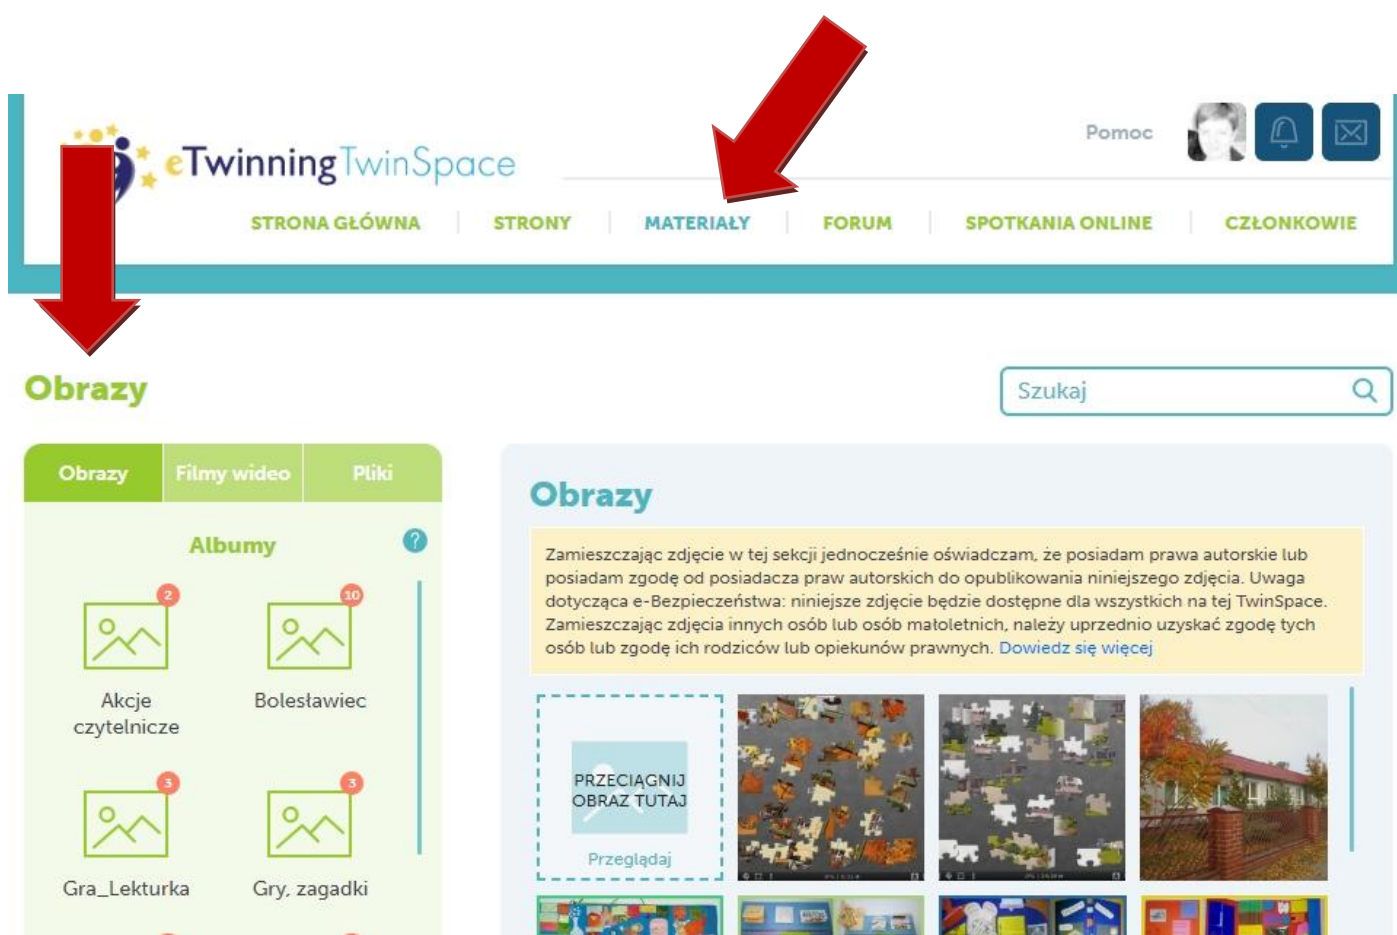 Pomoc
eTwinningTwinSpace
STRONA GŁÓWNA STRONY MATERIAŁY FORUM SPOTKANIA ONLINE CZŁONKOWIE
Obrazy
Szukaj
Obrazy Filmy wideo Pliki
Albumy
?
2
10
Akcje
czytelnicze
Bolesławiec
3
3
Gra_Lekturka
Gry, zagadki
Obrazy
Zamieszczając zdjęcie w tej sekcji jednocześnie oświadczam, że posiadam prawa autorskie lub
posiadam zgodę od posiadacza praw autorskich do opublikowania niniejszego zdjęcia. Uwaga
dotycząca e-Bezpieczeństwa: niniejsze zdjęcie będzie dostępne dla wszystkich na tej TwinSpace.
Zamieszczając zdjęcia innych osób lub osób małoletnich, należy uprzednio uzyskać zgodę tych
osób lub zgodę ich rodziców lub opiekunów prawnych. Dowiedz się więcej
PRZECIĄGNIJ
OBRAZ TUTAJ
Przeglądaj